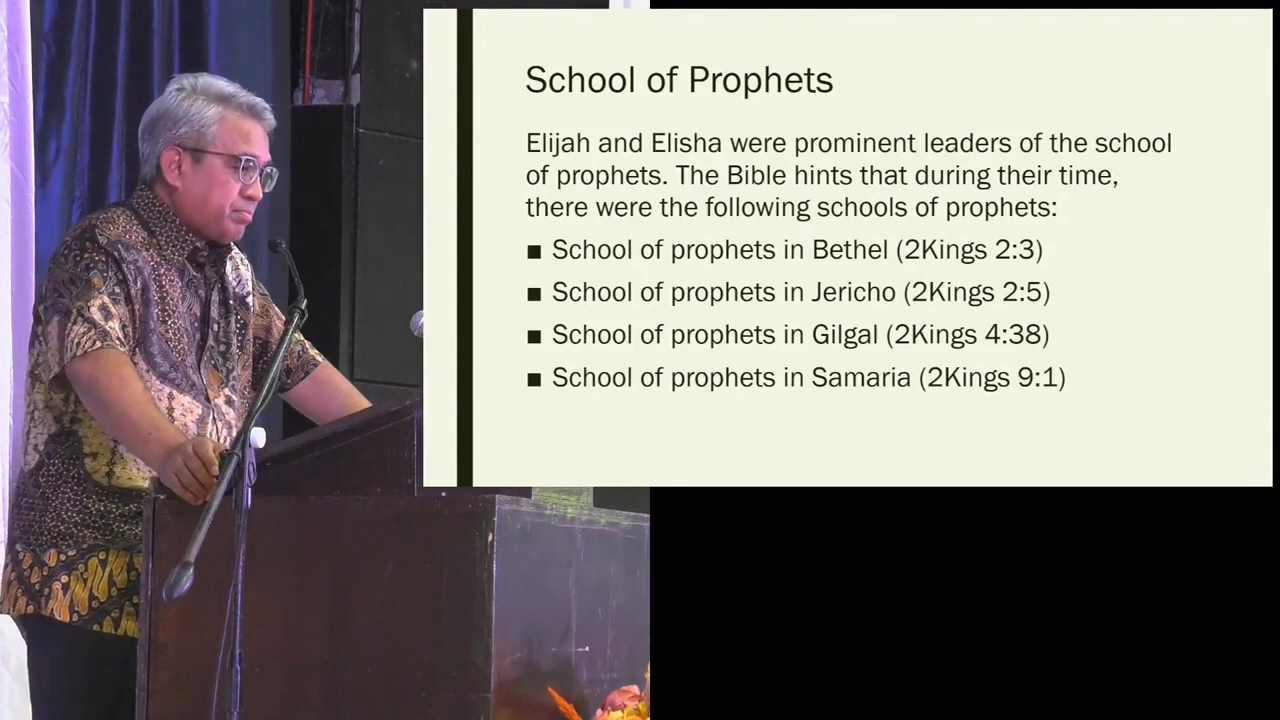 School of Prophets
Elijah and Elisha were prominent leaders of the school
of prophets. The Bible hints that during their time,
there were the following schools of prophets:
■ School of prophets in Bethel (2Kings 2:3)
■ School of prophets in Jericho (2Kings 2:5)
■ School of prophets in Gilgal (2Kings 4:38)
■ School of prophets in Samaria (2Kings 9:1)